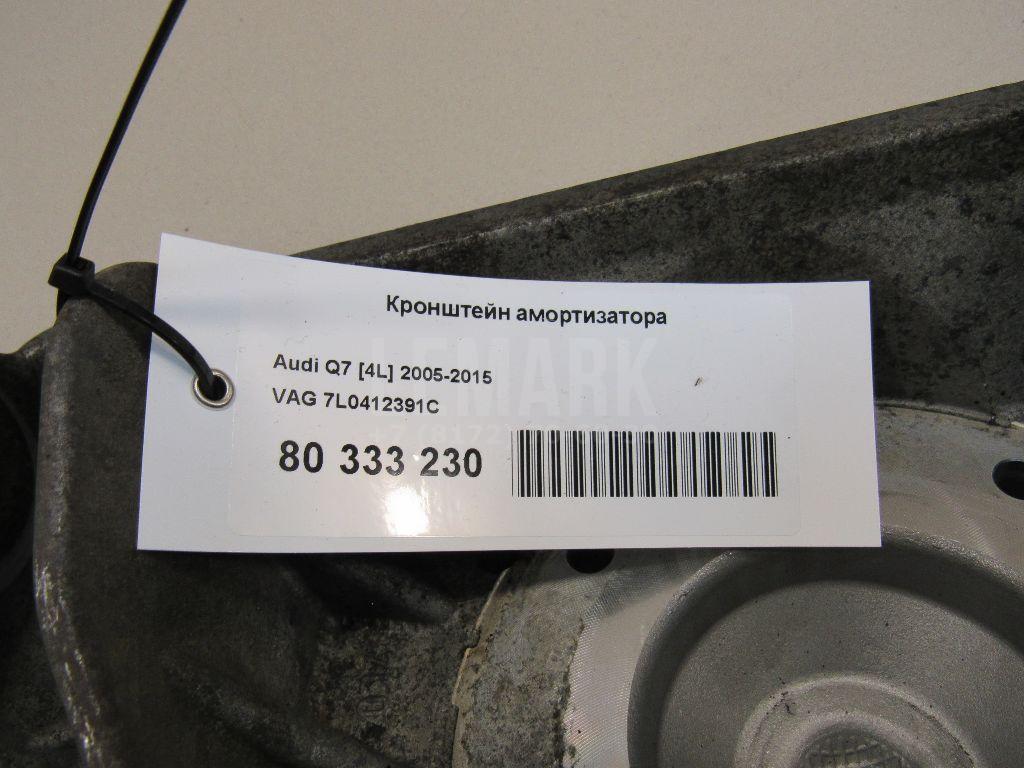 Кронштейн амортизатора
LEMARK
Audi Q7 [4L] 2005-2015
VAG 7L0412391C
80 333 230